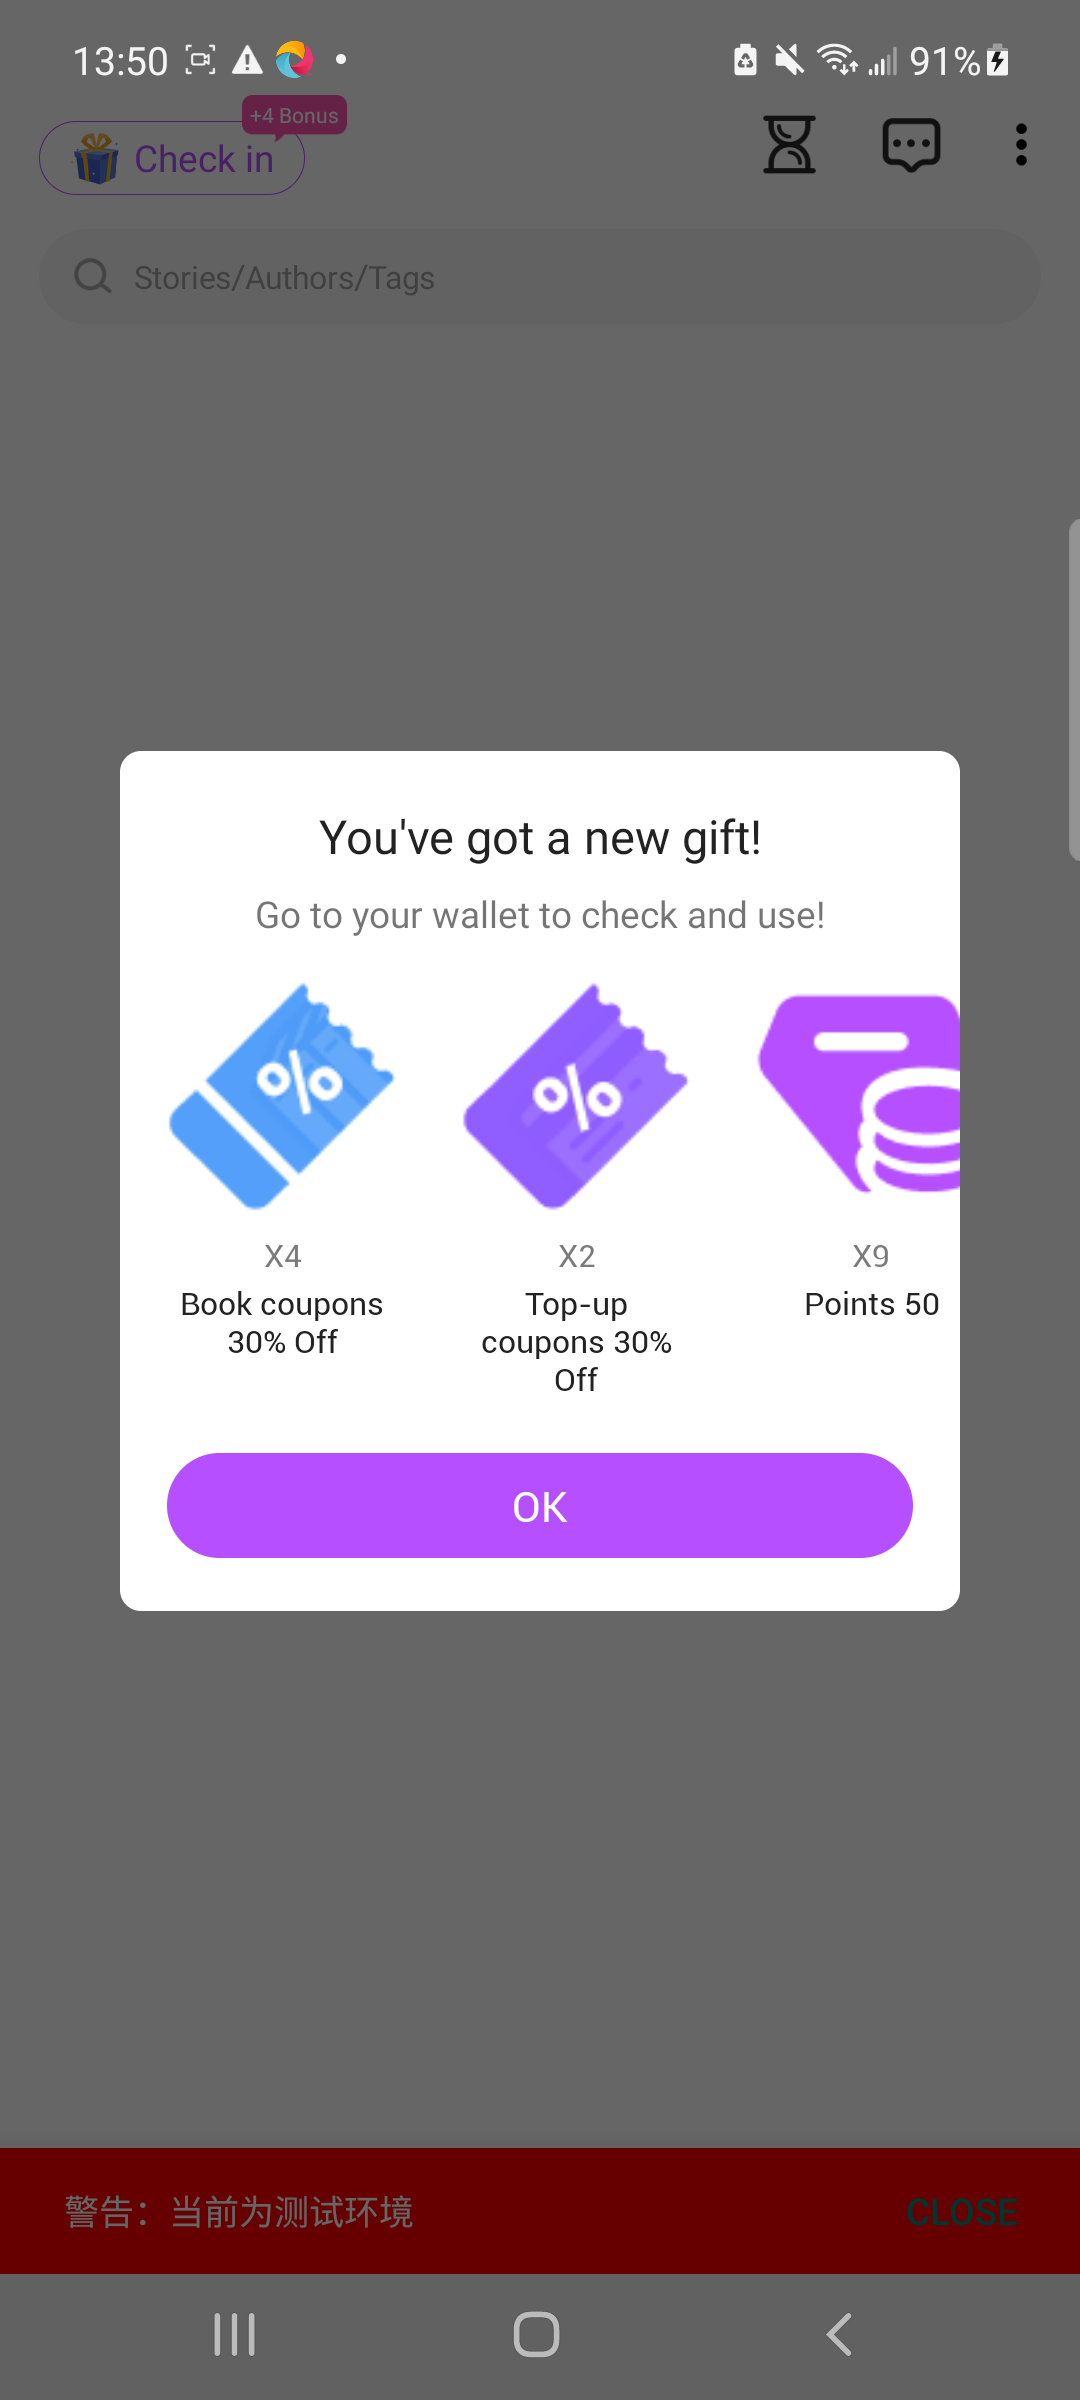 13:50
91%
+4 Bonus
Check in
Stories/Authors/Tags
You've got a new gift!
Go to your wallet to check and use!
%
%
X4
X2
X9
Book coupons
30% Off
Top-up
coupons 30%
Off
Points 50
OK
警告：当前为测试环境
CLOSE